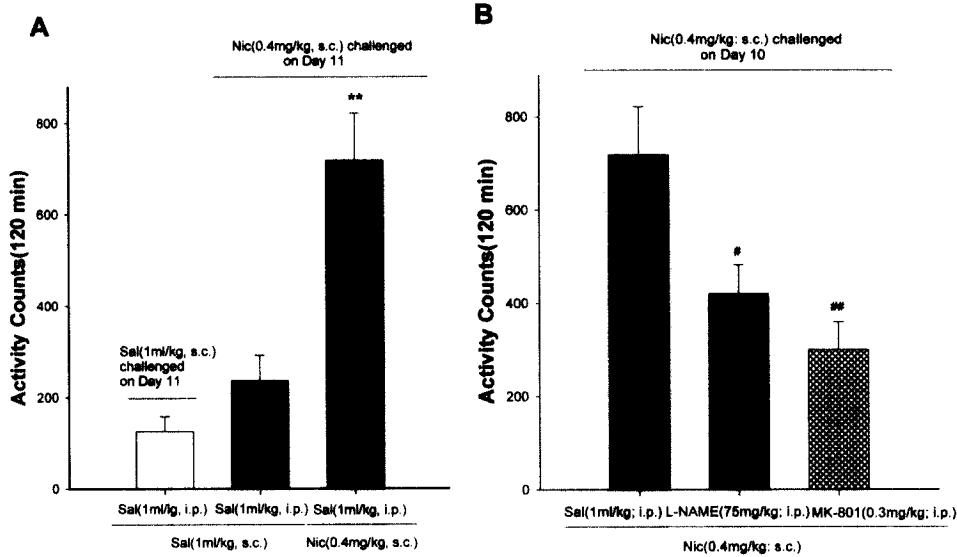 A
Nic(0.4mg/kg, s.c.) challenged
on Day 11
**
800
600
400
200
0
Activity Counts(120 min)
Sal(1ml/kg, s.c.)
challenged
on Day 11
Sal(1ml/lg, i.p.) Sal(1ml/kg, i.p.) Sal(1ml/kg, i.p.)
Sal(1ml/kg, s.c.) Nic(0.4mg/kg, s.c.)
B
Nic(0.4mg/kg: s.c.) challenged
on Day 10
800
600
400
200
0
Activity Counts(120 min)
#
##
Sal(1ml/kg; i.p.) L-NAME(75mg/kg; i.p.) MK-801(0.3mg/kg; i.p.)
Nic(0.4mg/kg: s.c.)